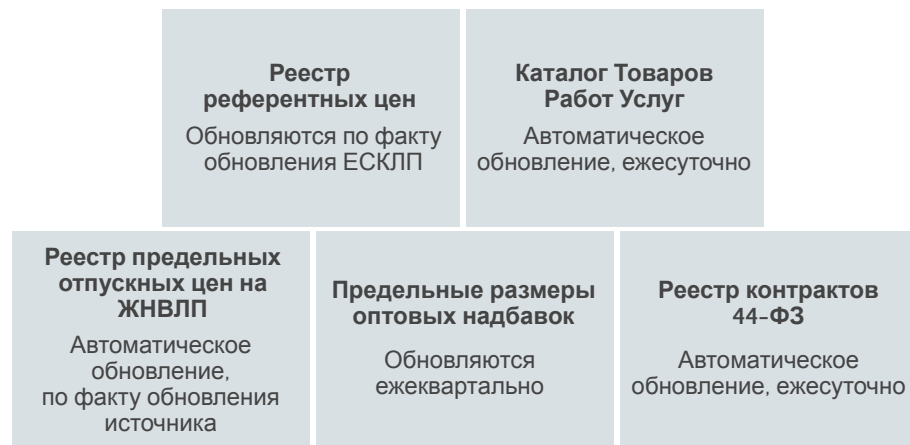 Реестр
референтных цен
Обновляются по факту
обновления ЕСКЛП
Каталог Товаров
Работ Услуг
Автоматическое
обновление, ежесуточно
Реестр предельных
отпускных цен на
ЖНВЛП
Автоматическое
обновление,
по факту обновления
источника
Предельные размеры
оптовых надбавок
Обновляются
ежеквартально
Реестр контрактов
44-ФЗ
Автоматическое
обновление, ежесуточно